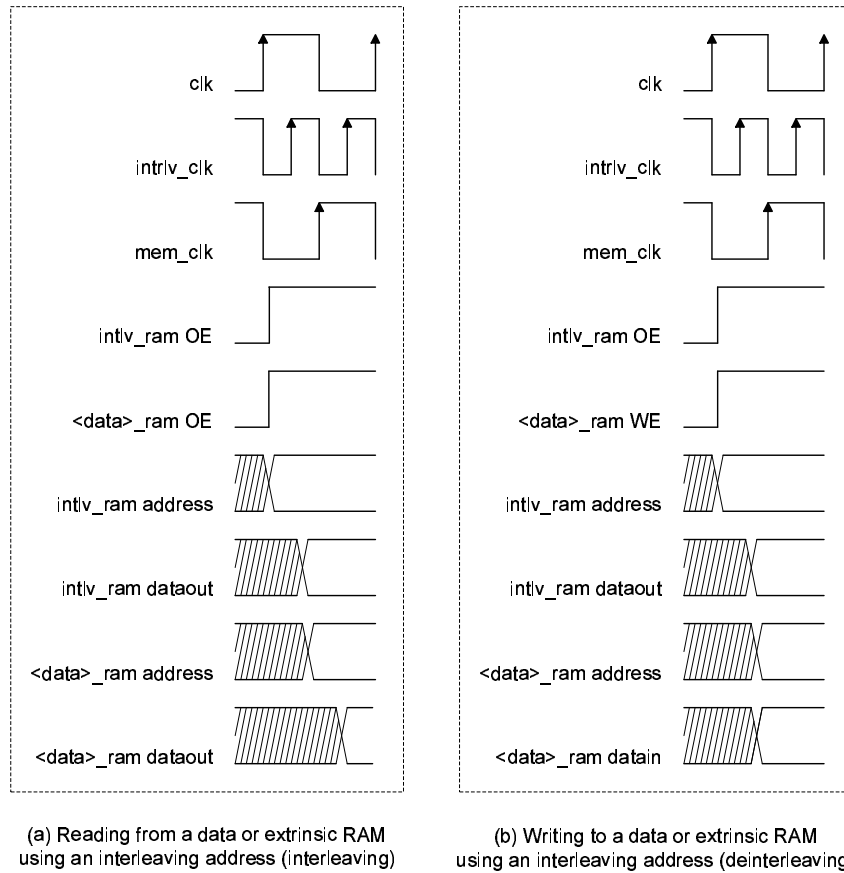 clk
intrlv_clk
mem_clk
intlv_ram OE
<data>_ram OE
intlv_ram address
intlv_ram dataout
<data>_ram address
<data>_ram dataout
(a) Reading from a data or extrinsic RAM
using an interleaving address (interleaving)
clk
intrlv_clk
mem_clk
intlv_ram OE
<data>_ram WE
intlv_ram address
intlv_ram dataout
<data>_ram address
<data>_ram datain
(b) Writing to a data or extrinsic RAM
using an interleaving address (deinterleaving